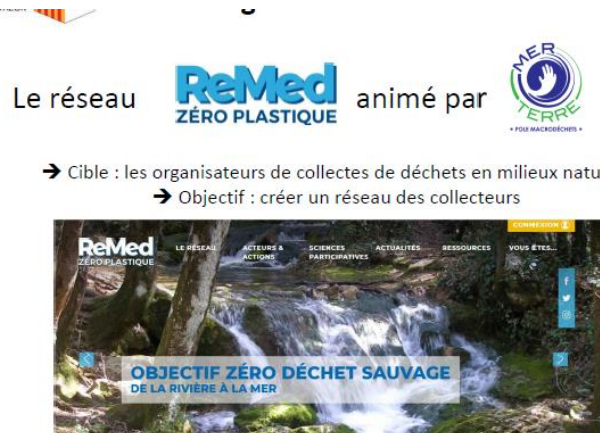 Le réseau ReMed ZÉRO PLASTIQUE animé par MER TERRE
• POLE MACRODÉCHETS •
➔ Cible : les organisateurs de collectes de déchets en milieux natu
➔ Objectif : créer un réseau des collecteurs
CONNEXION
ReMed
ZÉRO PLASTIQUE
LE RÉSEAU
ACTEURS &
ACTIONS
SCIENCES
PARTICIPATIVES
ACTUALITÉS
RESSOURCES
VOUS ÊTES...
OBJECTIF ZÉRO DÉCHET SAUVAGE
DE LA RIVIÈRE À LA MER